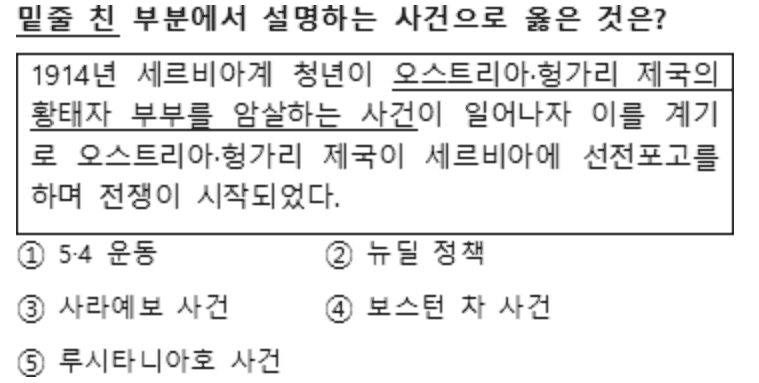 밑줄 친 부분에서 설명하는 사건으로 옳은 것은?
1914년 세르비아계 청년이 오스트리아·헝가리 제국의
황태자 부부를 암살하는 사건이 일어나자 이를 계기
로 오스트리아·헝가리 제국이 세르비아에 선전포고를
하며 전쟁이 시작되었다.
① 5·4 운동 ② 뉴딜 정책
③ 사라예보 사건 ④ 보스턴 차 사건
⑤ 루시타니아호 사건